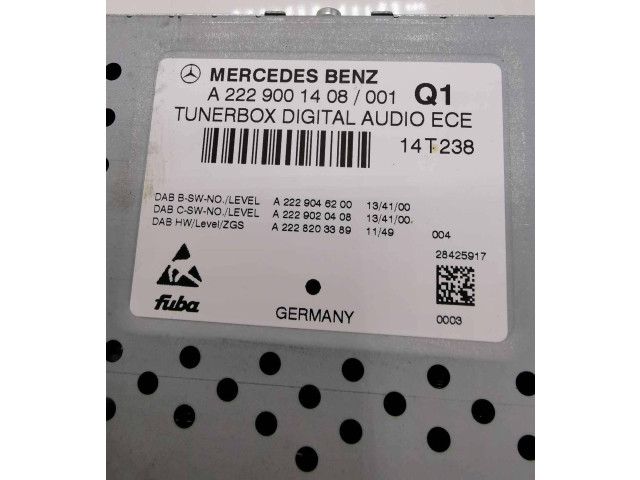 MERCEDES BENZ
A 222 900 14 08 / 001 Q1
TUNERBOX DIGITAL AUDIO ECE
14T238
DAB B-SW-NO./LEVEL A 222 904 62 00 13/41/00
DAB C-SW-NO./LEVEL A 222 902 04 08 13/41/00
DAB HW/Level/ZGS A 222 820 33 89 11/49 004
28425917
fuba
GERMANY
0003